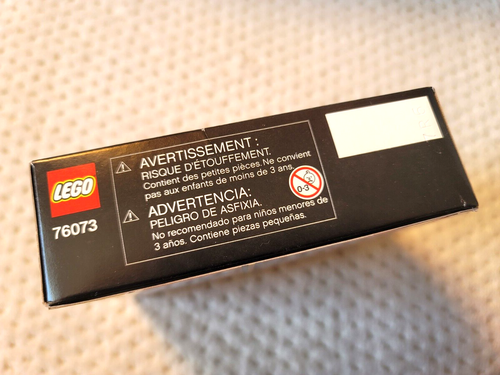 LEGO
76073
AVERTISSEMENT :
RISQUE D'ÉTOUFFEMENT.
Contient des petites pièces. Ne convient
pas aux enfants de moins de 3 ans.
ADVERTENCIA:
PELIGRO DE ASFIXIA.
No recomendado para niños menores de
3 años. Contiene piezas pequeñas.
0-3